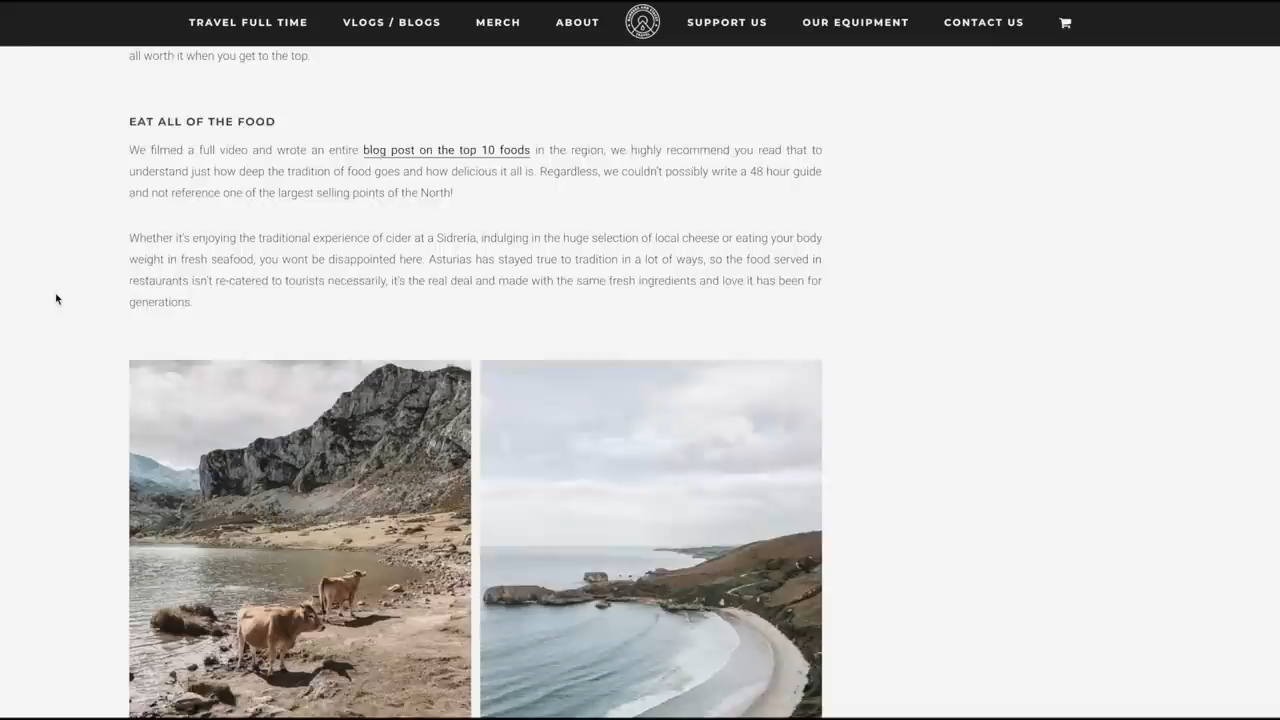 TRAVEL FULL TIME VLOGS / BLOGS MERCH ABOUT SUPPORT US OUR EQUIPMENT CONTACT US
all worth it when you get to the top.
EAT ALL OF THE FOOD
We filmed a full video and wrote an entire blog post on the top 10 foods in the region, we highly recommend you read that to
understand just how deep the tradition of food goes and how delicious it all is. Regardless, we couldn't possibly write a 48 hour guide
and not reference one of the largest selling points of the North!
Whether it's enjoying the traditional experience of cider at a Sidrería, indulging in the huge selection of local cheese or eating your body
weight in fresh seafood, you wont be disappointed here. Asturias has stayed true to tradition in a lot of ways, so the food served in
restaurants isn't re-catered to tourists necessarily, it's the real deal and made with the same fresh ingredients and love it has been for
generations.